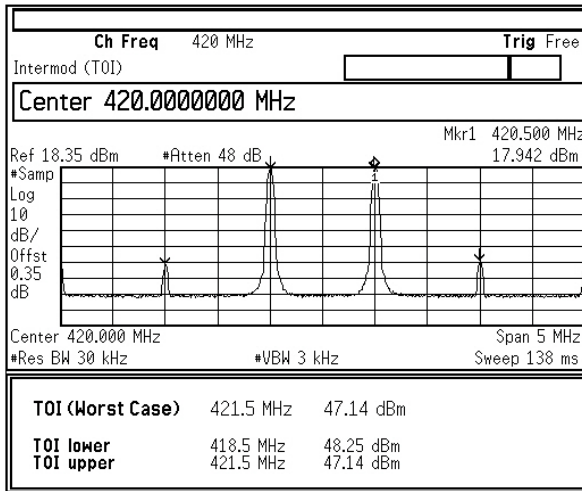 Ch Freq 420 MHz Trig Free
Intermod (TOI)
Center 420.0000000 MHz
Mkr1 420.500 MHz
Ref 18.35 dBm #Atten 48 dB 17.942 dBm
#Samp
Log
10
dB/
Offst
0.35
dB
1
Center 420.000 MHz Span 5 MHz
#Res BW 30 kHz #VBW 3 kHz Sweep 138 ms
TOI (Worst Case) 421.5 MHz 47.14 dBm
TOI lower 418.5 MHz 48.25 dBm
TOI upper 421.5 MHz 47.14 dBm